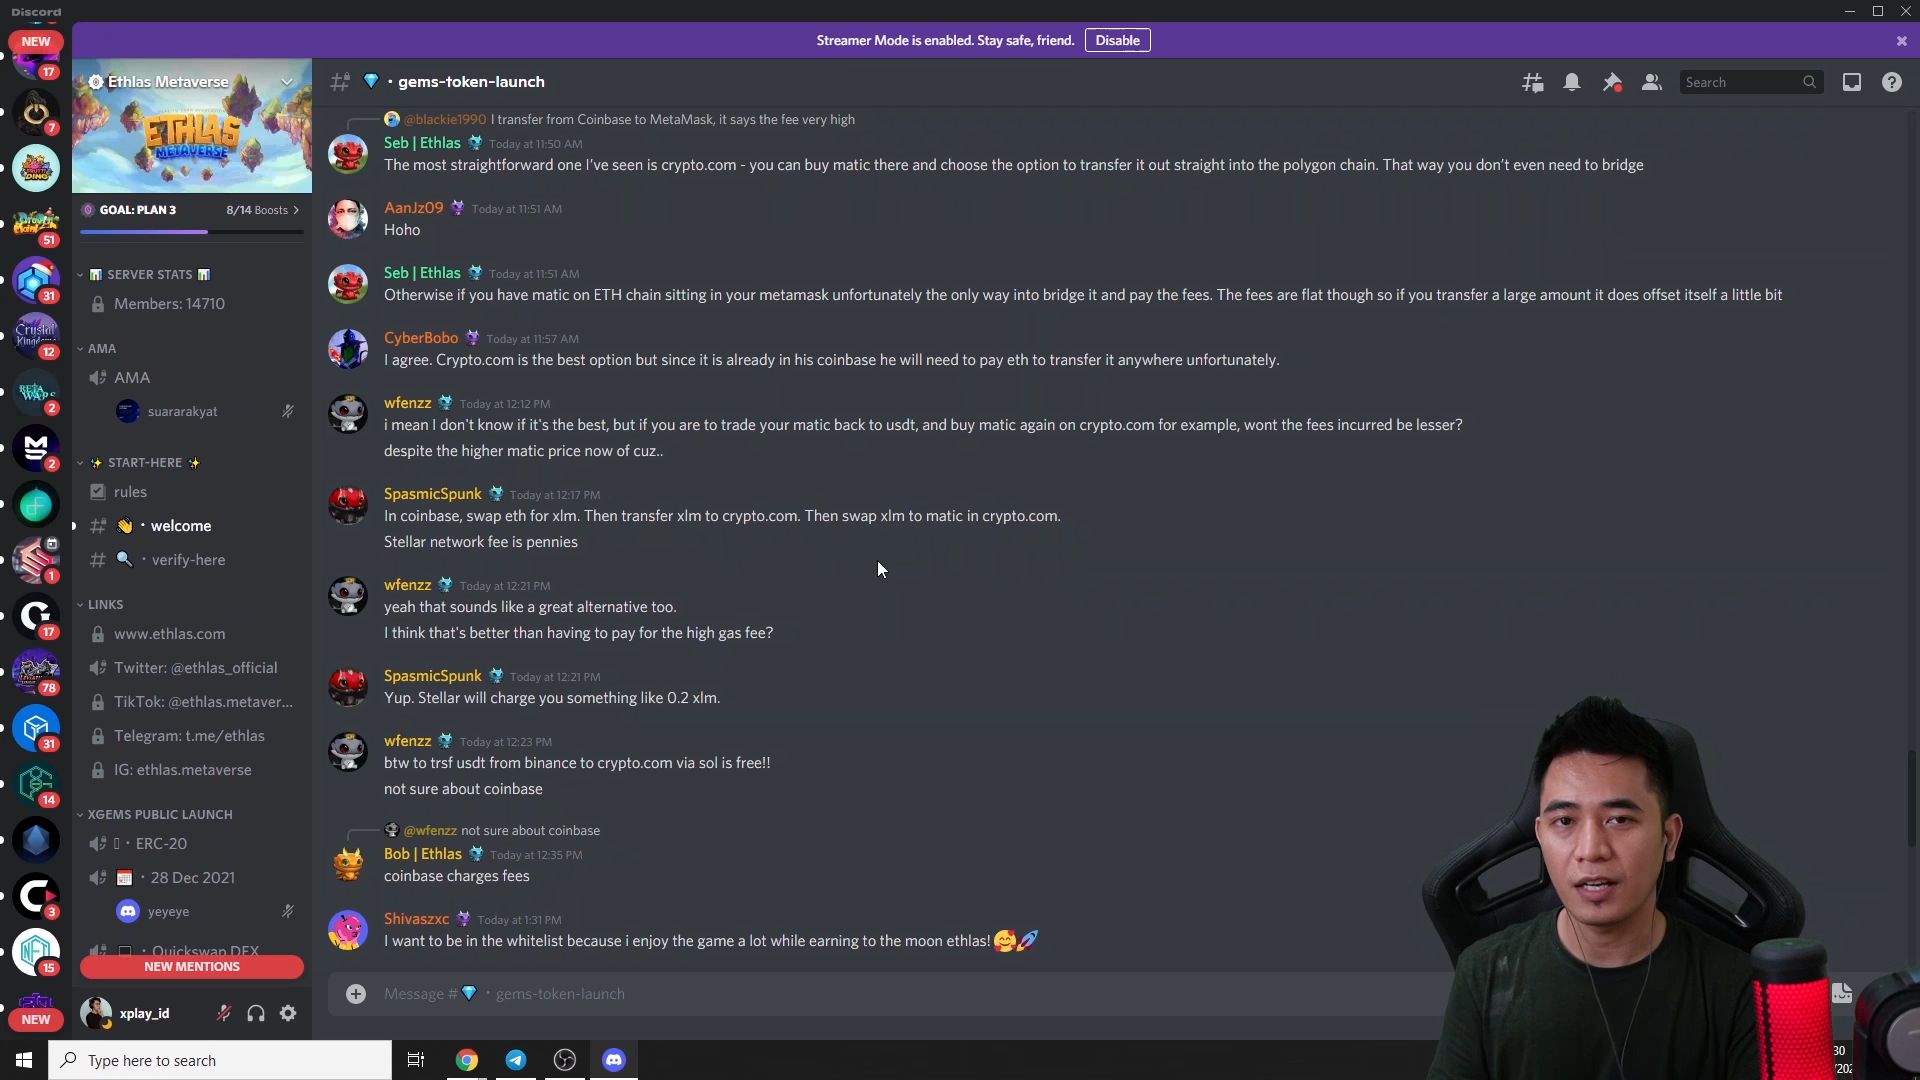 Discord
Streamer Mode is enabled. Stay safe, friend.
Disable
NEW
17
7
51
31
12
2
2
1
17
78
31
14
3
15
NEW
Ethlas Metaverse
ETHLAS
METAVERSE
GOAL: PLAN 3
8/14 Boosts
SERVER STATS
Members: 14710
AMA
AMA
suararakyat
START-HERE
rules
welcome
verify-here
LINKS
www.ethlas.com
Twitter: @ethlas_official
TikTok: @ethlas.metaver...
Telegram: t.me/ethlas
IG: ethlas.metaverse
XGEMS PUBLIC LAUNCH
ERC-20
28 Dec 2021
yeyeye
Quickswap DEX
NEW MENTIONS
xplay_id
gems-token-launch
Search
@blackie1990 I transfer from Coinbase to MetaMask, it says the fee very high
Seb | Ethlas Today at 11:50 AM
The most straightforward one I've seen is crypto.com - you can buy matic there and choose the option to transfer it out straight into the polygon chain. That way you don't even need to bridge
AanJz09 Today at 11:51 AM
Hoho
Seb | Ethlas Today at 11:51 AM
Otherwise if you have matic on ETH chain sitting in your metamask unfortunately the only way into bridge it and pay the fees. The fees are flat though so if you transfer a large amount it does offset itself a little bit
CyberBobo Today at 11:57 AM
I agree. Crypto.com is the best option but since it is already in his coinbase he will need to pay eth to transfer it anywhere unfortunately.
wfenzz Today at 12:12 PM
i mean I don't know if it's the best, but if you are to trade your matic back to usdt, and buy matic again on crypto.com for example, wont the fees incurred be lesser?
despite the higher matic price now of cuz..
SpasmicSpunk Today at 12:17 PM
In coinbase, swap eth for xlm. Then transfer xlm to crypto.com. Then swap xlm to matic in crypto.com.
Stellar network fee is pennies
wfenzz Today at 12:21 PM
yeah that sounds like a great alternative too.
I think that's better than having to pay for the high gas fee?
SpasmicSpunk Today at 12:21 PM
Yup. Stellar will charge you something like 0.2 xlm.
wfenzz Today at 12:23 PM
btw to trsf usdt from binance to crypto.com via sol is free!!
not sure about coinbase
@wfenzz not sure about coinbase
Bob | Ethlas Today at 12:35 PM
coinbase charges fees
Shivaszxc Today at 1:31 PM
I want to be in the whitelist because i enjoy the game a lot while earning to the moon ethlas!
Message # gems-token-launch
Type here to search